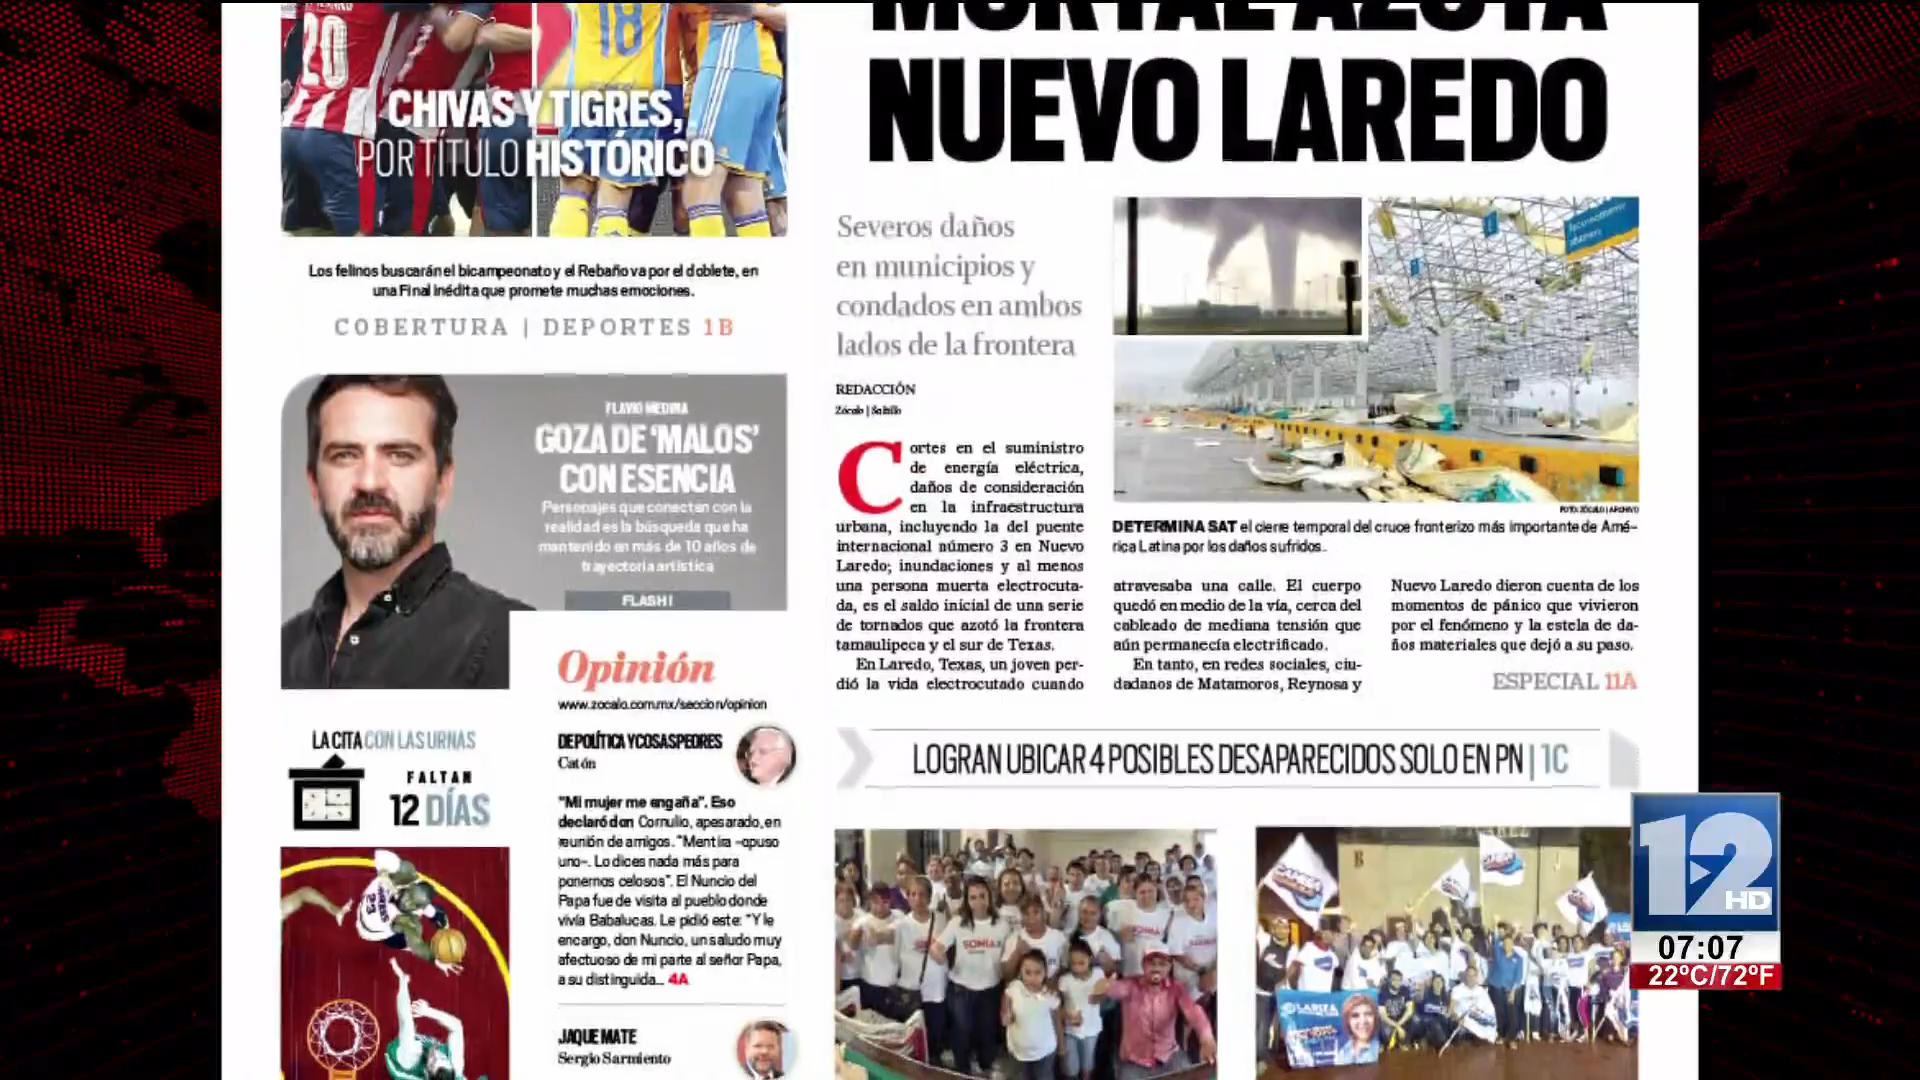 20
18
CHIVAS Y TIGRES,
POR TÍTULO HISTÓRICO
Los felinos buscarán el bicampeonato y el Rebaño va por el doblete, en
una Final inédita que promete muchas emociones.
COBERTURA | DEPORTES 1B
FLAVIO MEDINA
GOZA DE ‘MALOS’
CON ESENCIA
Personajes que conectan con la
realidad es la búsqueda que ha
mantenido en más de 10 años de
trayectoria artística
FLASH!
LA CITA CON LAS URNAS
FALTAN
12 DÍAS
Opinión
www.zocalo.com.mx/seccion/opinion
DE POLÍTICA Y COSAS PEORES
Catón
"Mi mujer me engaña". Eso
declaró don Cornulio, apesarado, en
reunión de amigos. "Mentira -opuso
uno-. Lo dices nada más para
ponernos celosos". El Nuncio del
Papa fue de visita al pueblo donde
vivía Babalucas. Le pidió este: "Y le
encargo, don Nuncio, un saludo muy
afectuoso de mi parte al señor Papa,
a su distinguida... 4A
JAQUE MATE
Sergio Sarmiento
MORTAL AZOTA
NUEVO LAREDO
Severos daños
en municipios y
condados en ambos
lados de la frontera
REDACCIÓN
Zócalo | Saltillo
Cortes en el suministro
de energía eléctrica,
daños de consideración
en la infraestructura
urbana, incluyendo la del puente
internacional número 3 en Nuevo
Laredo; inundaciones y al menos
una persona muerta electrocuta-
da, es el saldo inicial de una serie
de tornados que azotó la frontera
tamaulipeca y el sur de Texas.
En Laredo, Texas, un joven per-
dió la vida electrocutado cuando
FOTO: ZÓCALO | ARCHIVO
DETERMINA SAT el cierre temporal del cruce fronterizo más importante de Amé-
rica Latina por los daños sufridos.
atravesaba una calle. El cuerpo
quedó en medio de la vía, cerca del
cableado de mediana tensión que
aún permanecía electrificado.
En tanto, en redes sociales, ciu-
dadanos de Matamoros, Reynosa y
Nuevo Laredo dieron cuenta de los
momentos de pánico que vivieron
por el fenómeno y la estela de da-
ños materiales que dejó a su paso.
ESPECIAL 11A
LOGRAN UBICAR 4 POSIBLES DESAPARECIDOS SOLO EN PN | 1C
SONIA
LARIZA
12
HD
07:07
22ºC/72ºF